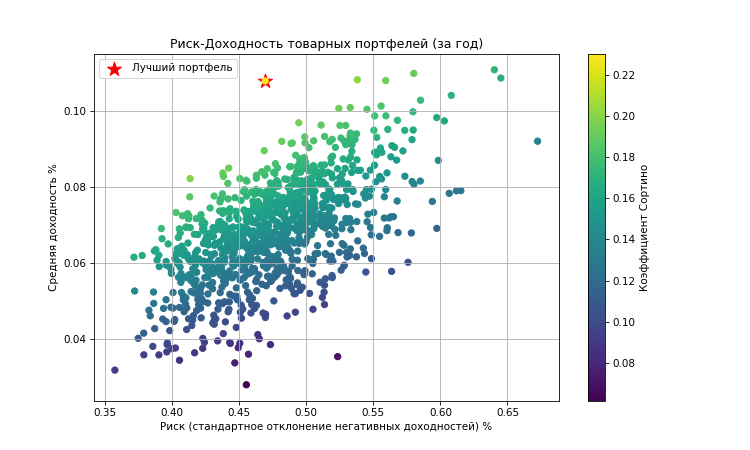 Риск-Доходность товарных портфелей (за год)
Лучший портфель
Средняя доходность %
0.10
0.08
0.06
0.04
0.35 0.40 0.45 0.50 0.55 0.60 0.65
Риск (стандартное отклонение негативных доходностей) %
0.22
0.20
0.18
0.16
0.14
0.12
0.10
0.08
Коэффициент Сортино